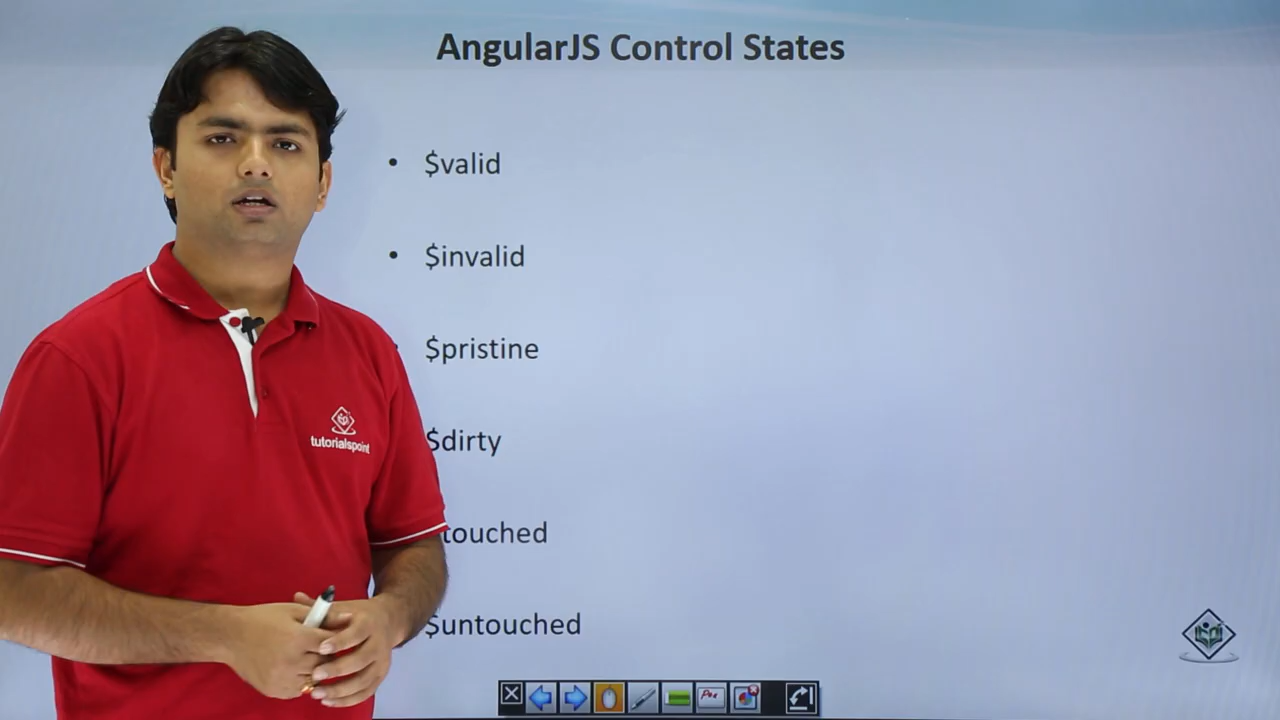 AngularJS Control States
• $valid
• $invalid
$pristine
$dirty
touched
$untouched
tutorialspoint